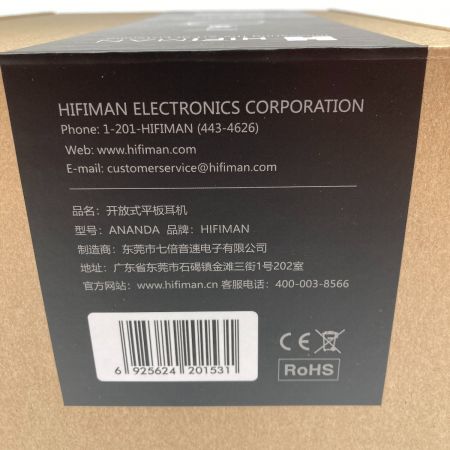 HIFIMAN
HIFIMAN ELECTRONICS CORPORATION
Phone: 1-201-HIFIMAN (443-4626)
Web: www.hifiman.com
E-mail: customerservice@hifiman.com
品名：开放式平板耳机
型号：ANANDA 品牌：HIFIMAN
制造商：东莞市七倍音速电子有限公司
地址：广东省东莞市石碣镇金滩三街1号202室
官方网站：www.hifiman.cn 客服电话：400-003-8566
6 925624 201531
CE
RoHS